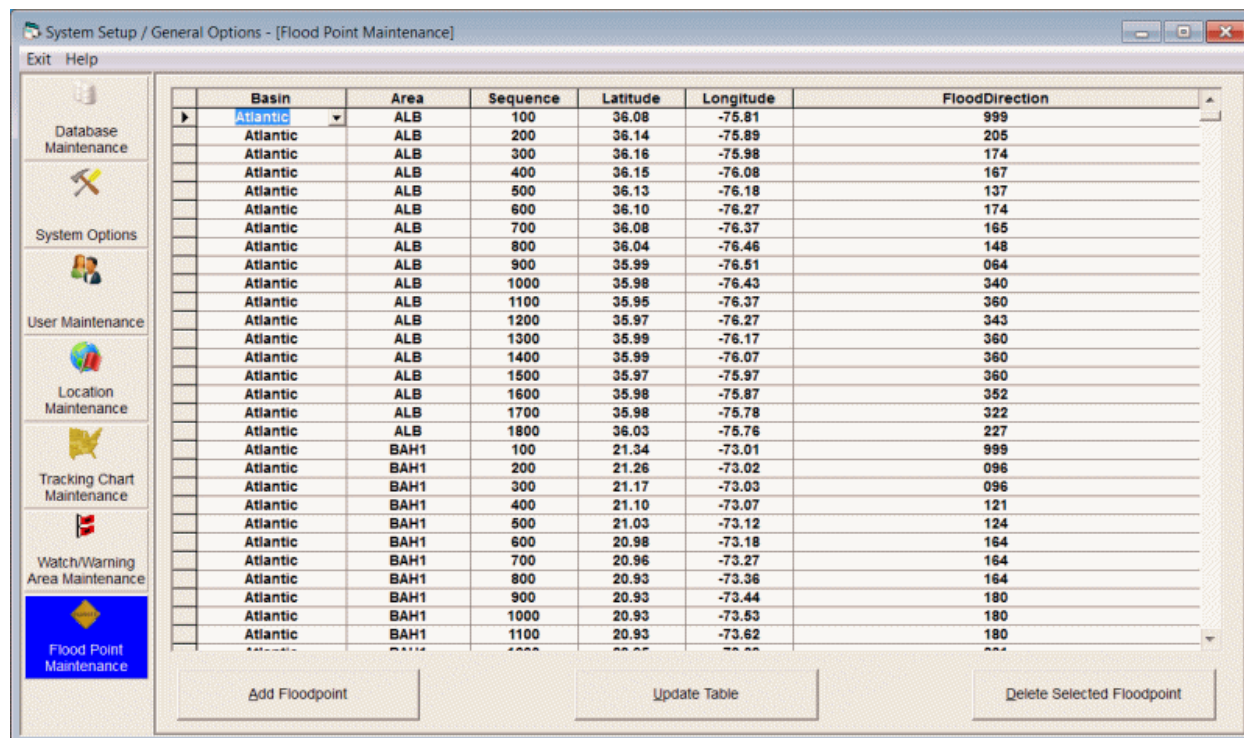 System Setup / General Options - [Flood Point Maintenance]
Exit Help
Database
Maintenance
System Options
User Maintenance
Location
Maintenance
Tracking Chart
Maintenance
Watch/Warning
Area Maintenance
Flood Point
Maintenance
Basin Area Sequence Latitude Longitude FloodDirection
Atlantic ALB 100 36.08 -75.81 999
Atlantic ALB 200 36.14 -75.89 205
Atlantic ALB 300 36.16 -75.98 174
Atlantic ALB 400 36.15 -76.08 167
Atlantic ALB 500 36.13 -76.18 137
Atlantic ALB 600 36.10 -76.27 174
Atlantic ALB 700 36.08 -76.37 165
Atlantic ALB 800 36.04 -76.46 148
Atlantic ALB 900 35.99 -76.51 064
Atlantic ALB 1000 35.98 -76.43 340
Atlantic ALB 1100 35.95 -76.37 360
Atlantic ALB 1200 35.97 -76.27 343
Atlantic ALB 1300 35.99 -76.17 360
Atlantic ALB 1400 35.99 -76.07 360
Atlantic ALB 1500 35.97 -75.97 360
Atlantic ALB 1600 35.98 -75.87 352
Atlantic ALB 1700 35.98 -75.78 322
Atlantic ALB 1800 36.03 -75.76 227
Atlantic BAH1 100 21.34 -73.01 999
Atlantic BAH1 200 21.26 -73.02 096
Atlantic BAH1 300 21.17 -73.03 096
Atlantic BAH1 400 21.10 -73.07 121
Atlantic BAH1 500 21.03 -73.12 124
Atlantic BAH1 600 20.98 -73.18 164
Atlantic BAH1 700 20.96 -73.27 164
Atlantic BAH1 800 20.93 -73.36 164
Atlantic BAH1 900 20.93 -73.44 180
Atlantic BAH1 1000 20.93 -73.53 180
Atlantic BAH1 1100 20.93 -73.62 180
Add Floodpoint Update Table Delete Selected Floodpoint